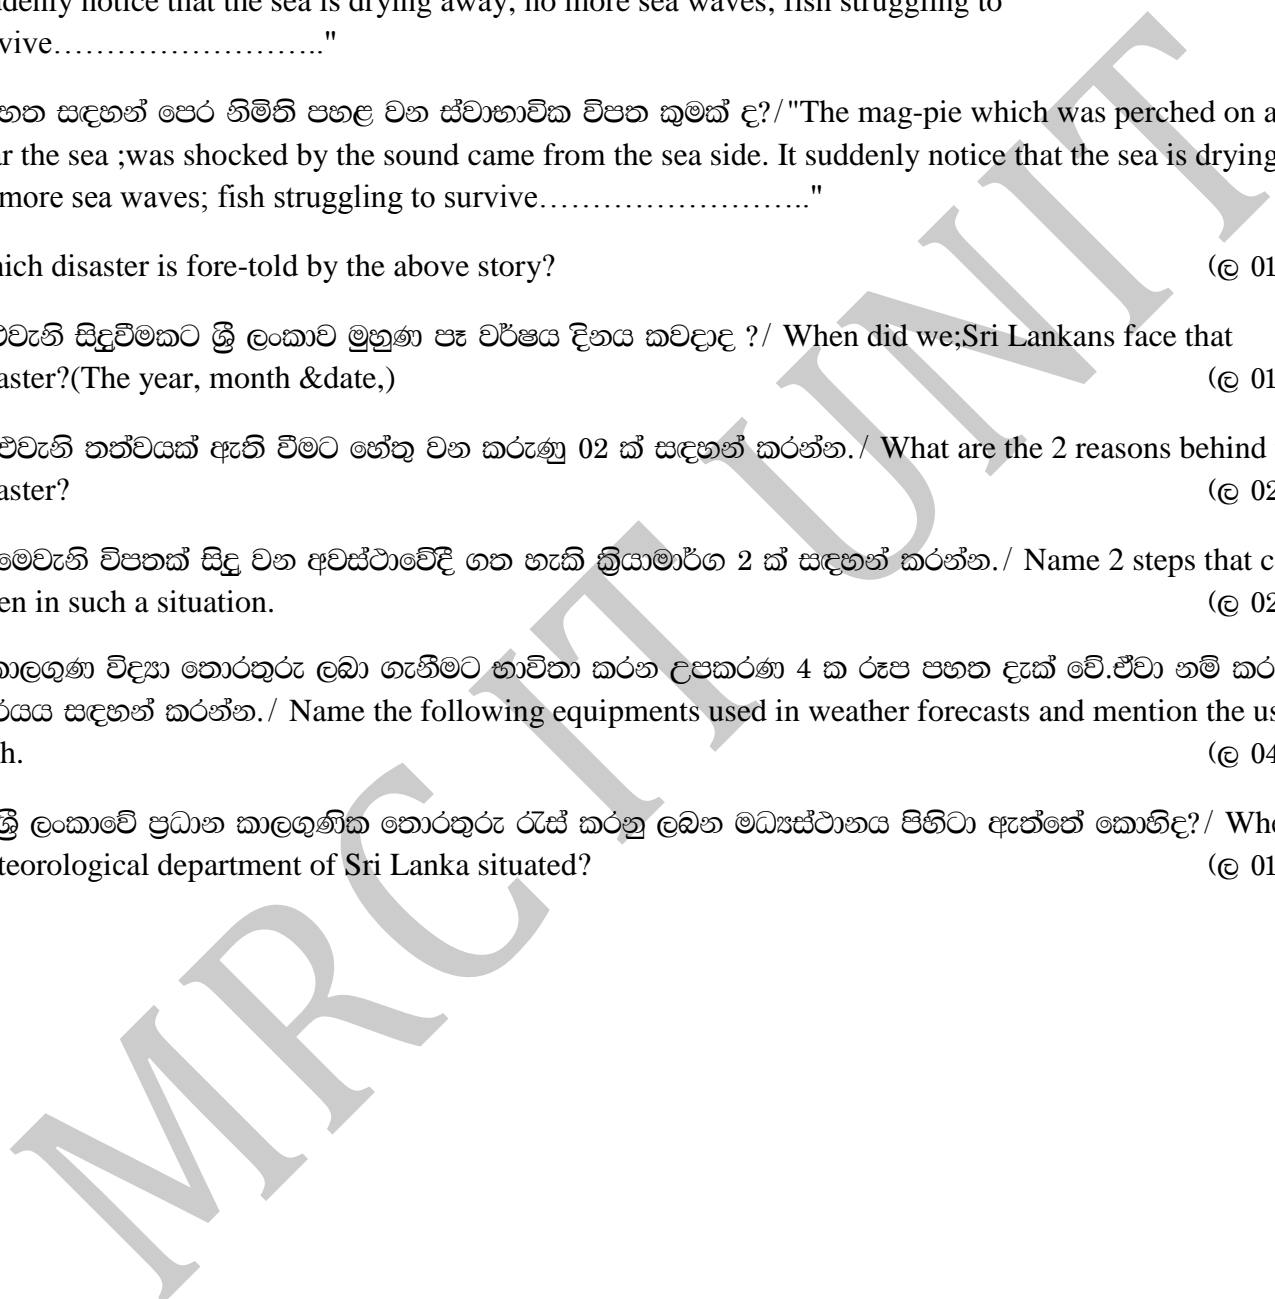 denly notice that the sea is drying away; no more sea waves; fish struggling to
vive…………………….."
හත සඳහන් පෙර නිමිති පහළ වන ස්වාභාවික විපත කුමක් ද?/"The mag-pie which was perched on a
r the sea ;was shocked by the sound came from the sea side. It suddenly notice that the sea is drying
more sea waves; fish struggling to survive…………………….."
ich disaster is fore-told by the above story? (ල 01
වැනි සිදුවීමකට ශ්‍රී ලංකාව මුහුණ පෑ වර්ෂය දිනය කවදාද ?/ When did we;Sri Lankans face that
aster?(The year, month &date,) (ල 01
එවැනි තත්වයක් ඇති වීමට හේතු වන කරුණු 02 ක් සඳහන් කරන්න./ What are the 2 reasons behind
aster? (ල 02
මෙවැනි විපතක් සිදු වන අවස්ථාවේදී ගත හැකි ක්‍රියාමාර්ග 2 ක් සඳහන් කරන්න./ Name 2 steps that c
en in such a situation. (ල 02
කාලගුණ විද්‍යා තොරතුරු ලබා ගැනීමට භාවිතා කරන උපකරණ 4 ක රූප පහත දැක් වේ.ඒවා නම් කර
ර්යය සඳහන් කරන්න./ Name the following equipments used in weather forecasts and mention the us
h. (ල 04
ශ්‍රී ලංකාවේ ප්‍රධාන කාලගුණික තොරතුරු රැස් කරනු ලබන මධ්‍යස්ථානය පිහිටා ඇත්තේ කොහිද?/ Whe
teorological department of Sri Lanka situated? (ල 01
MRC IT UNIT